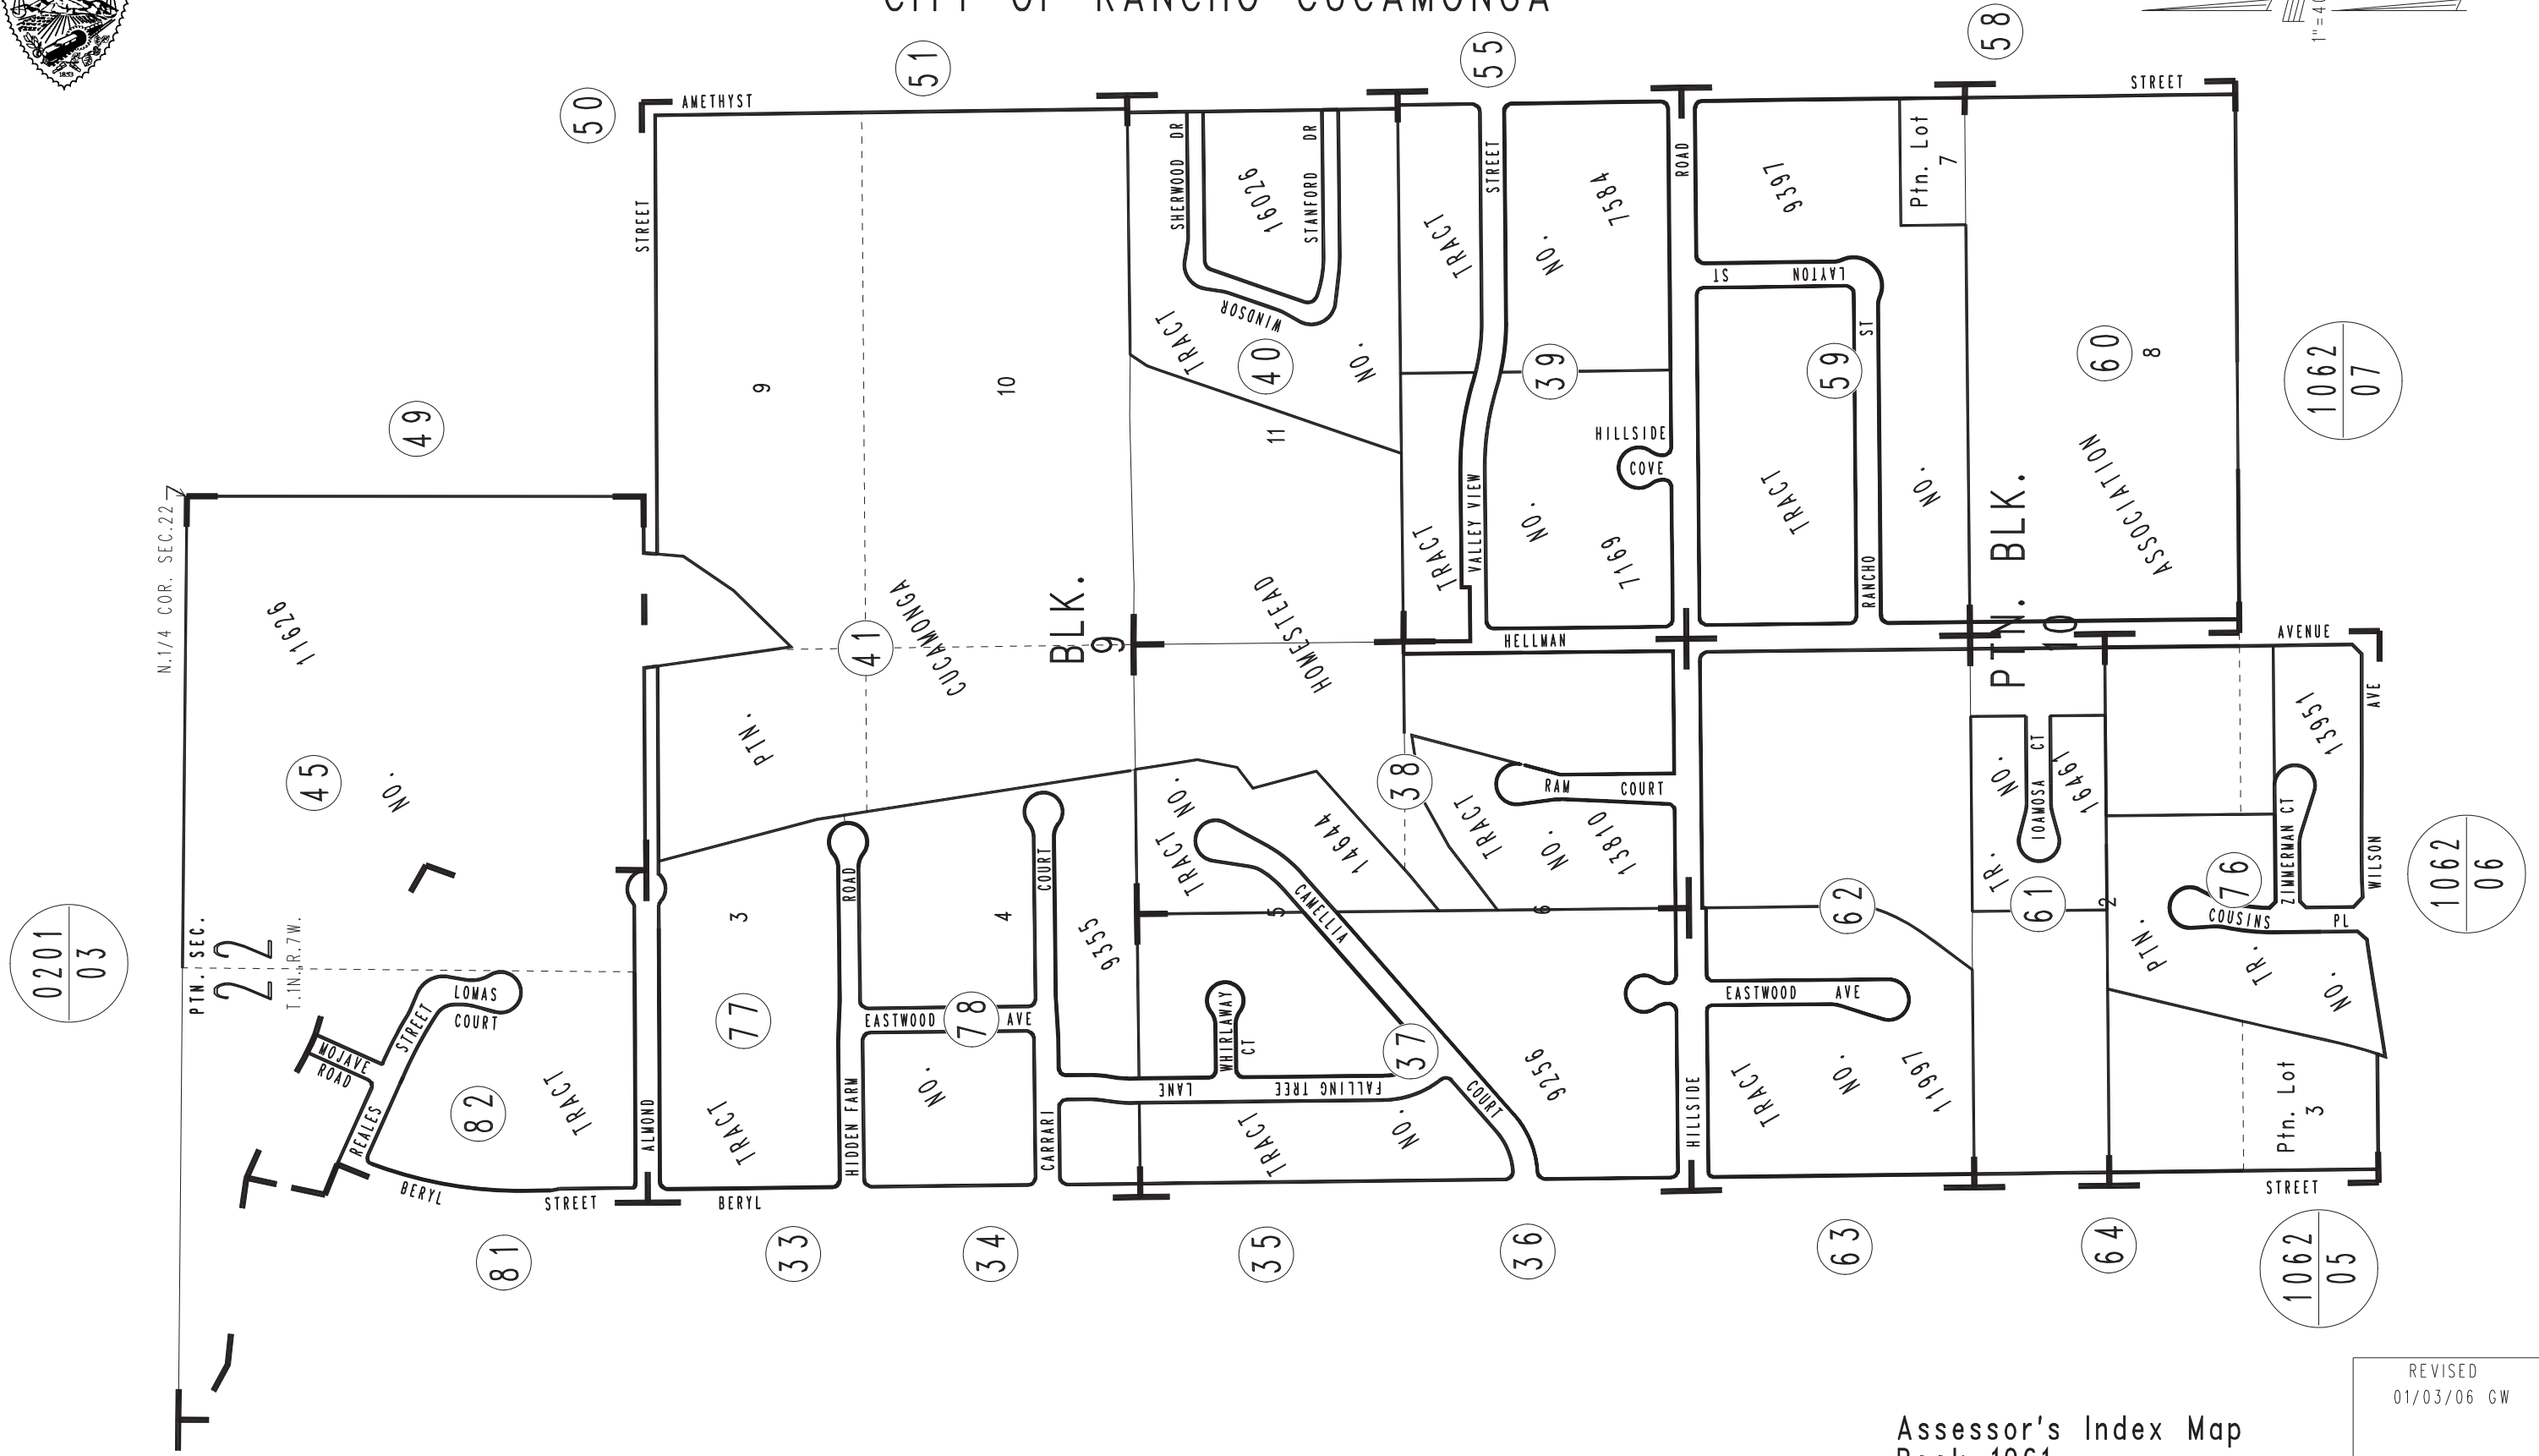 CITY OF RANCHO CUCAMONGA
1853
1"=4
58
55
51
50
AMETHYST
STREET
STREET
SHERWOOD DR
STANFORD DR
16026
WINDSOR
TRACT
NO.
40
11
TRACT
STREET
NO.
7584
ROAD
9397
Ptn. Lot
7
LAYTON ST
49
9
10
39
59
ST
60
8
1062
07
HILLSIDE
COVE
TRACT
VALLEY VIEW
NO.
7169
TRACT
NO.
RANCHO
ASSOCIATION
N.1/4 COR. SEC.22
11626
45
NO.
41
CUCAMONGA
BLK.
9
HOMESTEAD
HELLMAN
PTN. BLK.
10
AVENUE
PTN.
38
RAM COURT
TRACT
NO.
13810
TRACT NO.
14644
NO.
IOAMOSA CT
16461
TR.
61
13951
AVE
WILSON
ZIMMERMAN CT
76
COUSINS PL
2
PTN.
TR.
NO.
1062
06
0201
03
PTN. SEC.
22
T.1N.,R.7W.
LOMAS
COURT
STREET
MOJAVE
ROAD
REALES
82
TRACT
BERYL
STREET
ALMOND
3
77
TRACT
ROAD
HIDDEN FARM
EASTWOOD AVE
78
NO.
4
COURT
CARRARI
9355
5
CAMELLIA
COURT
WHIRLAWAY
CT
FALLING TREE LANE
37
TRACT
NO.
9256
6
62
EASTWOOD AVE
HILLSIDE
TRACT
NO.
11997
Ptn. Lot
3
BERYL
STREET
81
33
34
35
36
63
64
1062
05
REVISED
01/03/06 GW
Assessor's Index Map
Book 1061